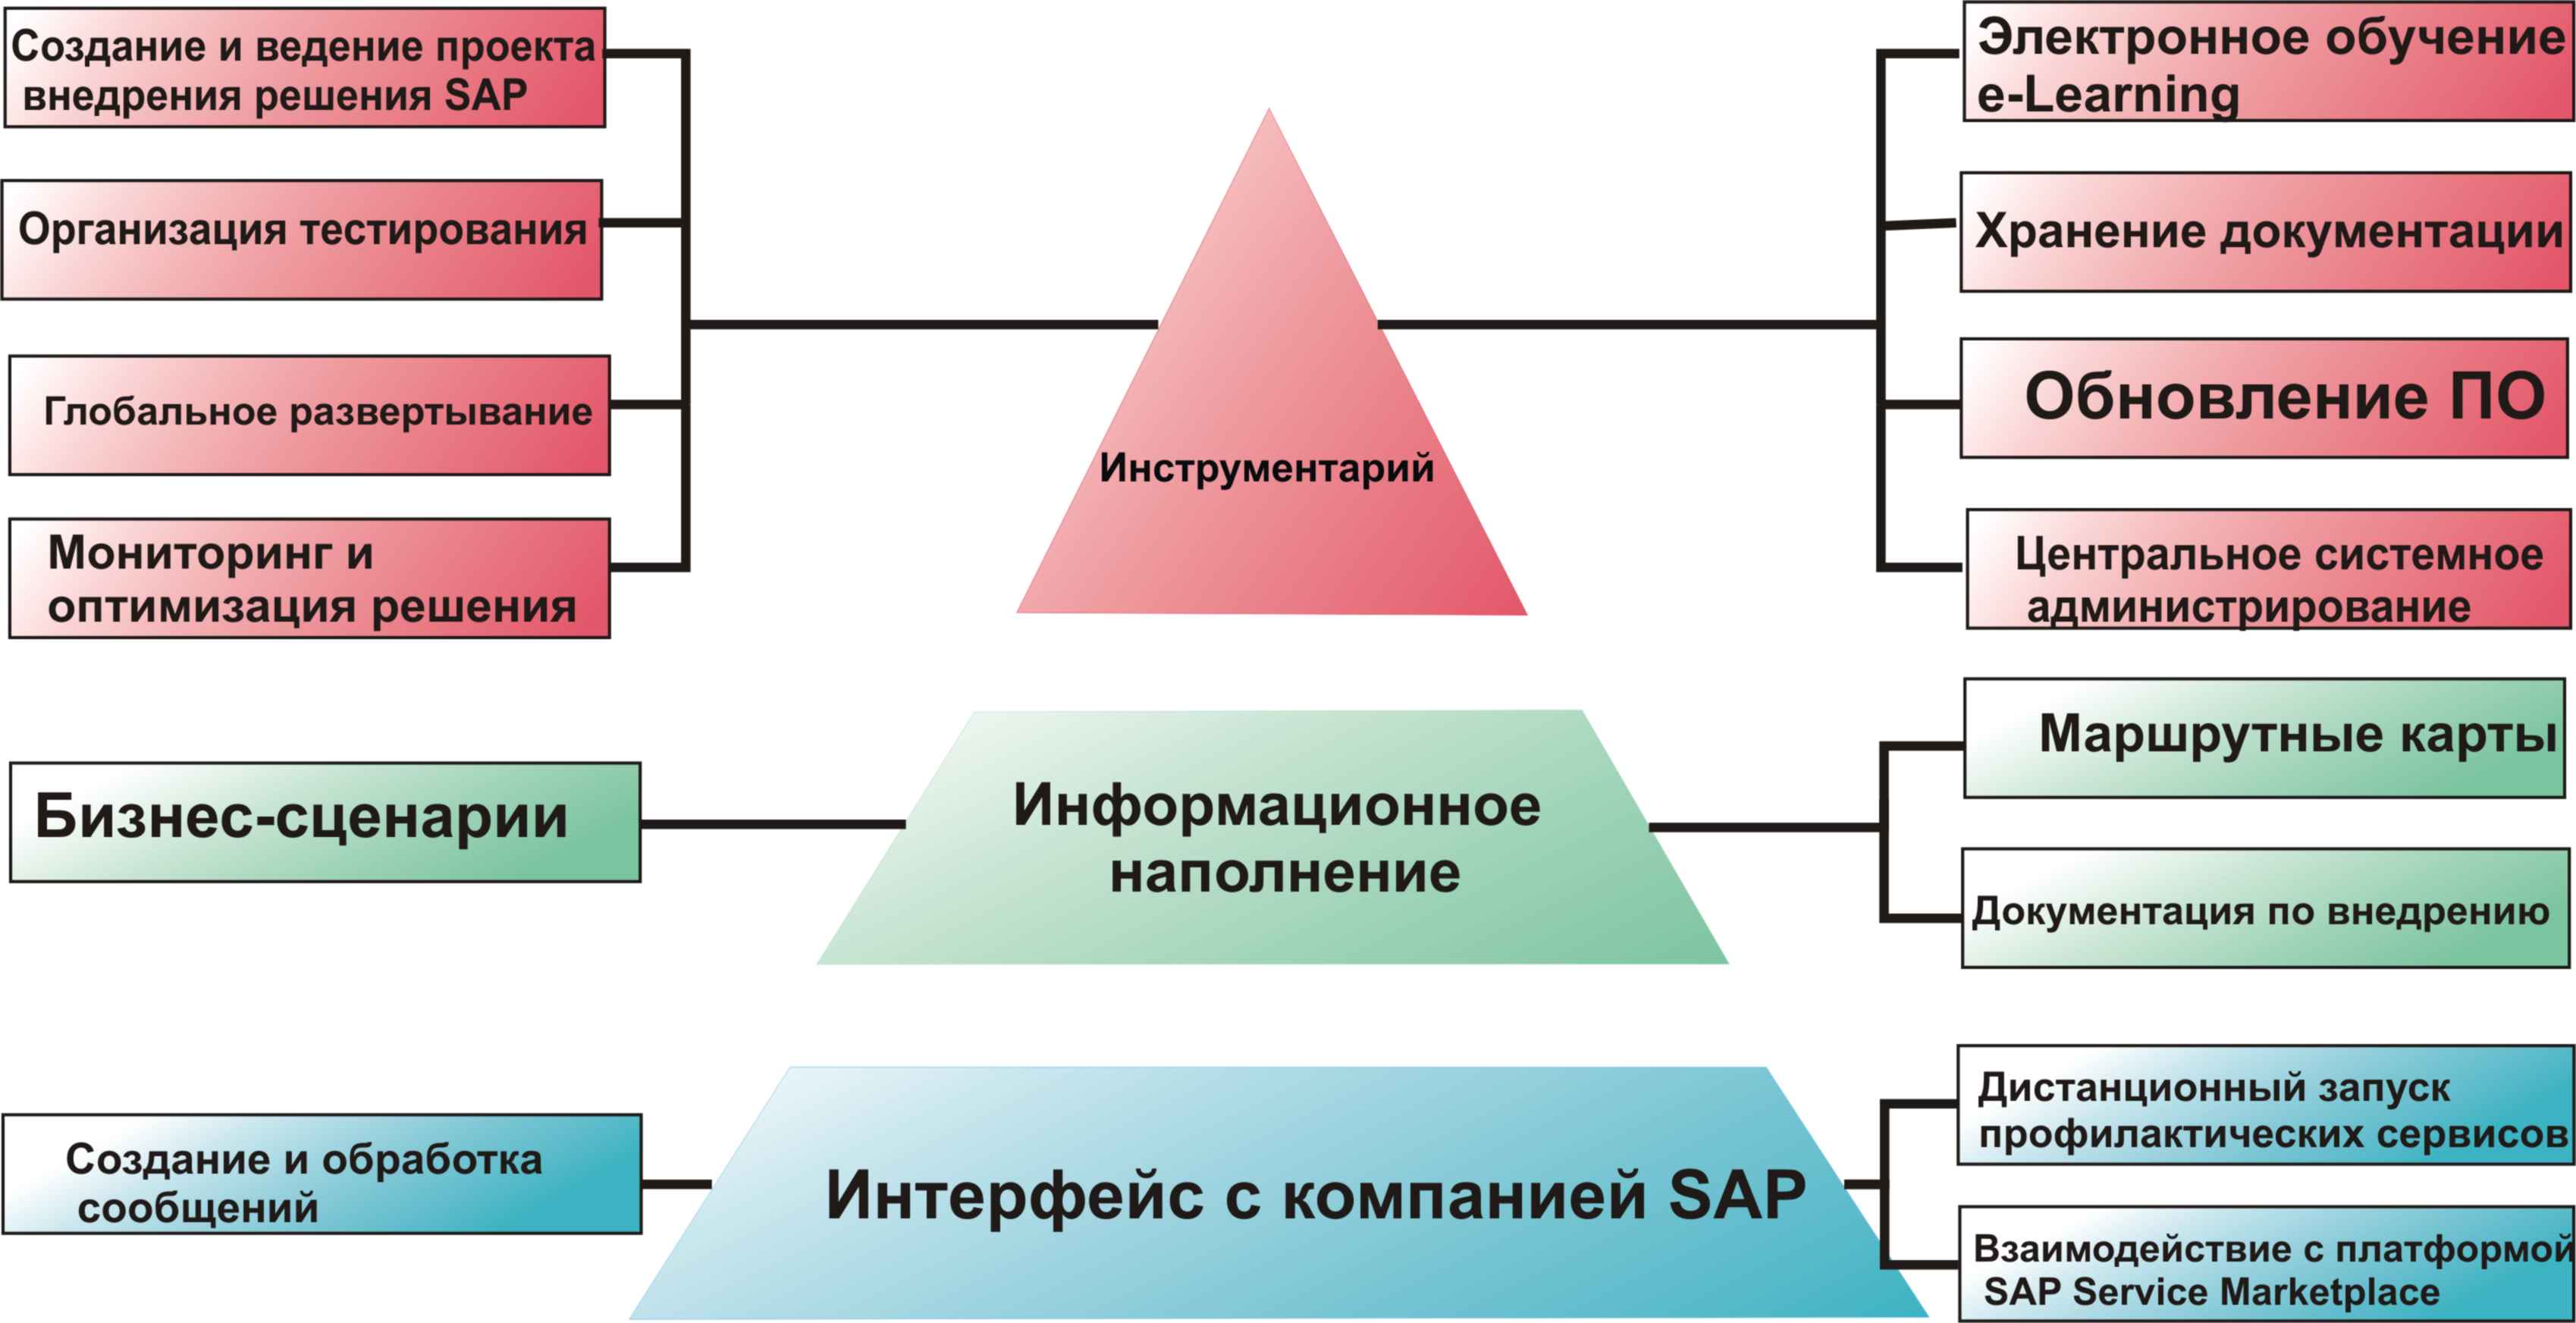 Создание и ведение проекта
внедрения решения SAP
Организация тестирования
Глобальное развертывание
Мониторинг и
оптимизация решения
Инструментарий
Электронное обучение
e-Learning
Хранение документации
Обновление ПО
Центральное системное
администрирование
Бизнес-сценарии
Информационное
наполнение
Маршрутные карты
Документация по внедрению
Создание и обработка
сообщений
Интерфейс с компанией SAP
Дистанционный запуск
профилактических сервисов
Взаимодействие с платформой
SAP Service Marketplace